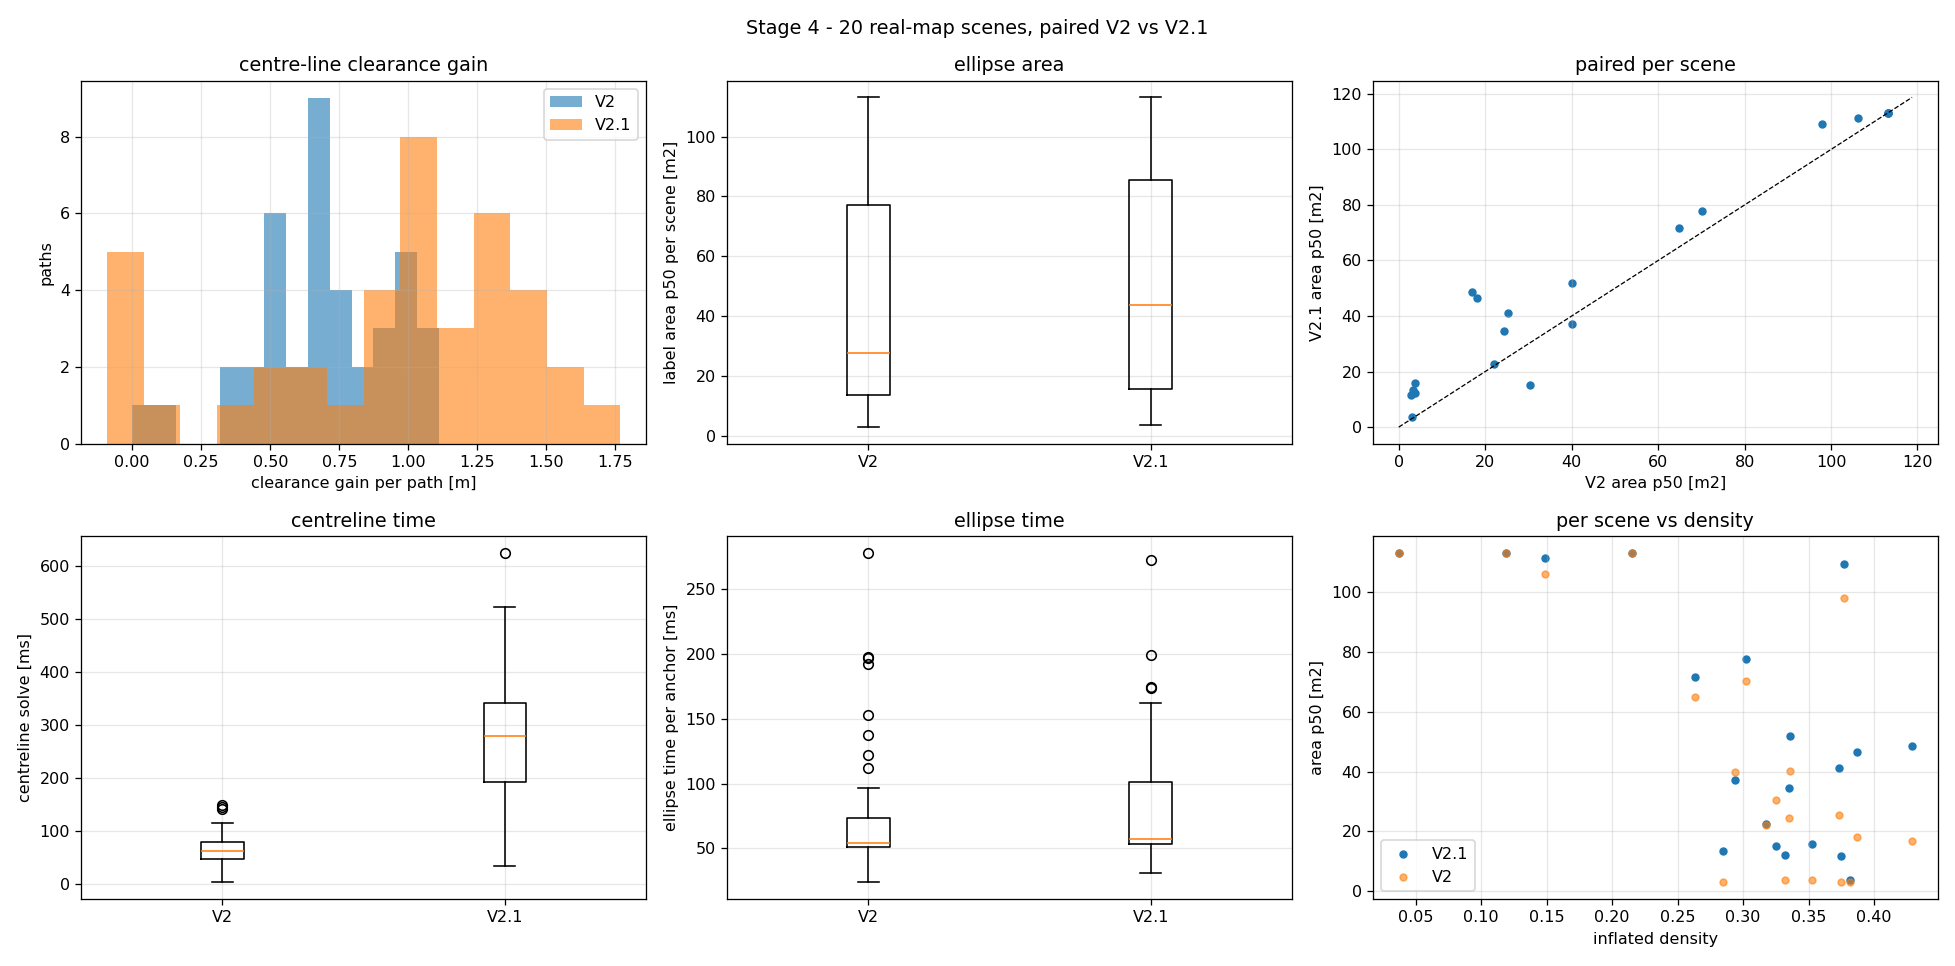 Stage 4 - 20 real-map scenes, paired V2 vs V2.1
centre-line clearance gain
V2
V2.1
8
6
4
2
0
paths
0.00 0.25 0.50 0.75 1.00 1.25 1.50 1.75
clearance gain per path [m]
ellipse area
100
80
60
40
20
0
label area p50 per scene [m2]
V2 V2.1
paired per scene
120
100
80
60
40
20
0
V2.1 area p50 [m2]
0 20 40 60 80 100 120
V2 area p50 [m2]
centreline time
600
500
400
300
200
100
0
centreline solve [ms]
V2 V2.1
ellipse time
250
200
150
100
50
ellipse time per anchor [ms]
V2 V2.1
per scene vs density
100
80
60
40
20
0
area p50 [m2]
V2.1
V2
0.05 0.10 0.15 0.20 0.25 0.30 0.35 0.40
inflated density